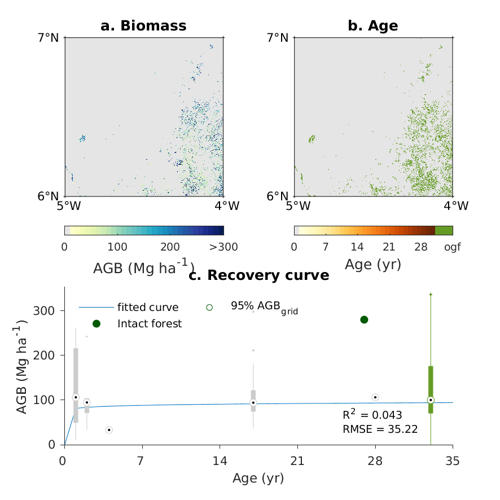 a. Biomass
b. Age
7°N
6°N
5°W 4°W
7°N
6°N
5°W 4°W
0 100 200 >300
AGB (Mg ha⁻¹)
0 7 14 21 28 ogf
Age (yr)
c. Recovery curve
fitted curve
95% AGB_grid
Intact forest
300
200
100
0
AGB (Mg ha⁻¹)
R² = 0.043
RMSE = 35.22
0 7 14 21 28 35
Age (yr)